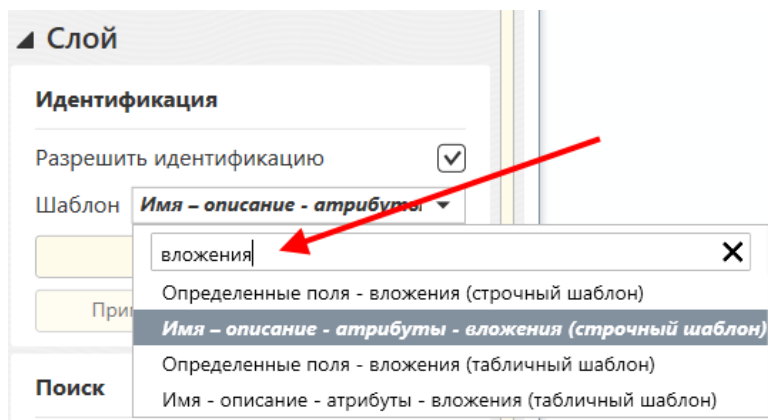 Слой
Идентификация
Разрешить идентификацию
Шаблон Имя – описание - атрибуты
вложения
Определенные поля - вложения (строчный шаблон)
Имя – описание - атрибуты - вложения (строчный шаблон)
Определенные поля - вложения (табличный шаблон)
Имя - описание - атрибуты - вложения (табличный шаблон)
Поиск